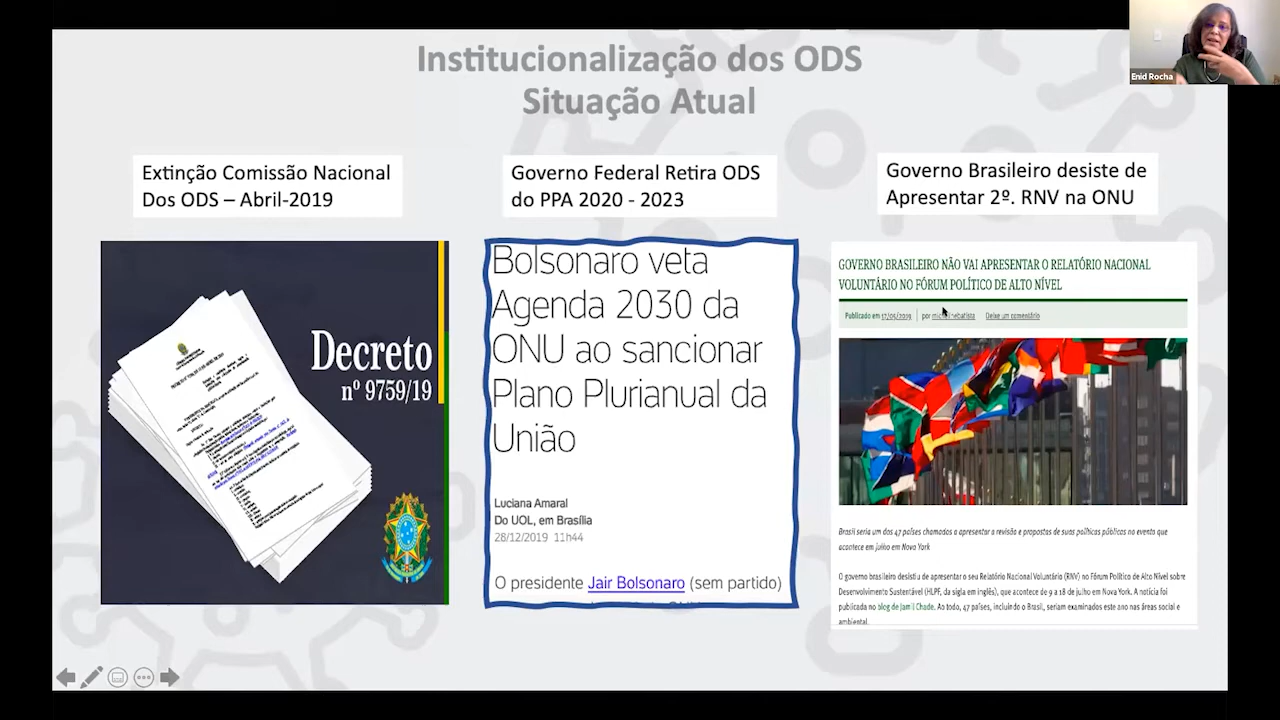 Institucionalização dos ODS
Situação Atual
Enid Rocha
Extinção Comissão Nacional
Dos ODS – Abril-2019
Governo Federal Retira ODS
do PPA 2020 - 2023
Governo Brasileiro desiste de
Apresentar 2º. RNV na ONU
Decreto
nº 9759/19
Bolsonaro veta
Agenda 2030 da
ONU ao sancionar
Plano Plurianual da
União
Luciana Amaral
Do UOL, em Brasília
28/12/2019 11h44
O presidente Jair Bolsonaro (sem partido)
GOVERNO BRASILEIRO NÃO VAI APRESENTAR O RELATÓRIO NACIONAL
VOLUNTÁRIO NO FÓRUM POLÍTICO DE ALTO NÍVEL
Publicado em por Deixe um comentário
Brasil seria um dos 47 países chamados a apresentar a revisão e propostas de suas políticas públicas no evento que
acontece em julho em Nova York
O governo brasileiro desistiu de apresentar o seu Relatório Nacional Voluntário (RNV) no Fórum Político de Alto Nível sobre
Desenvolvimento Sustentável (HLPF, da sigla em inglês), que acontece de 9 a 18 de julho em Nova York. A notícia foi
publicada no blog de Jamil Chade. Ao todo, 47 países, incluindo o Brasil, seriam examinados este ano nas áreas social e
ambiental.